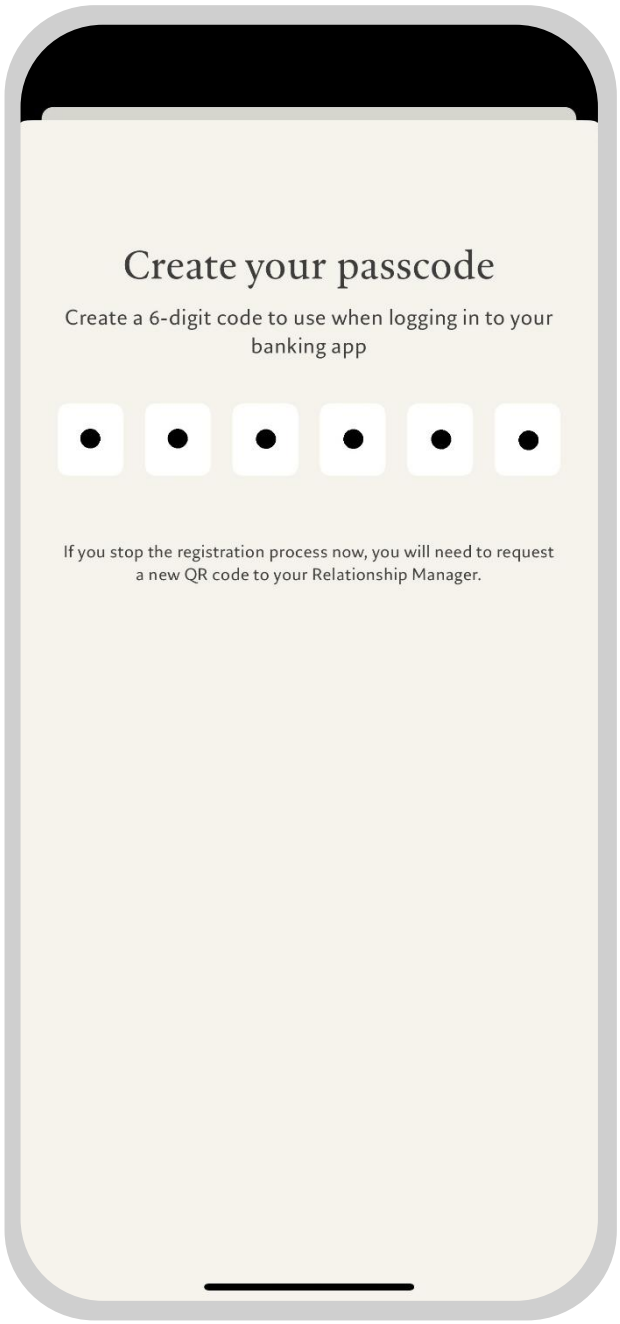 Create your passcode
Create a 6-digit code to use when logging in to your
banking app
If you stop the registration process now, you will need to request
a new QR code to your Relationship Manager.